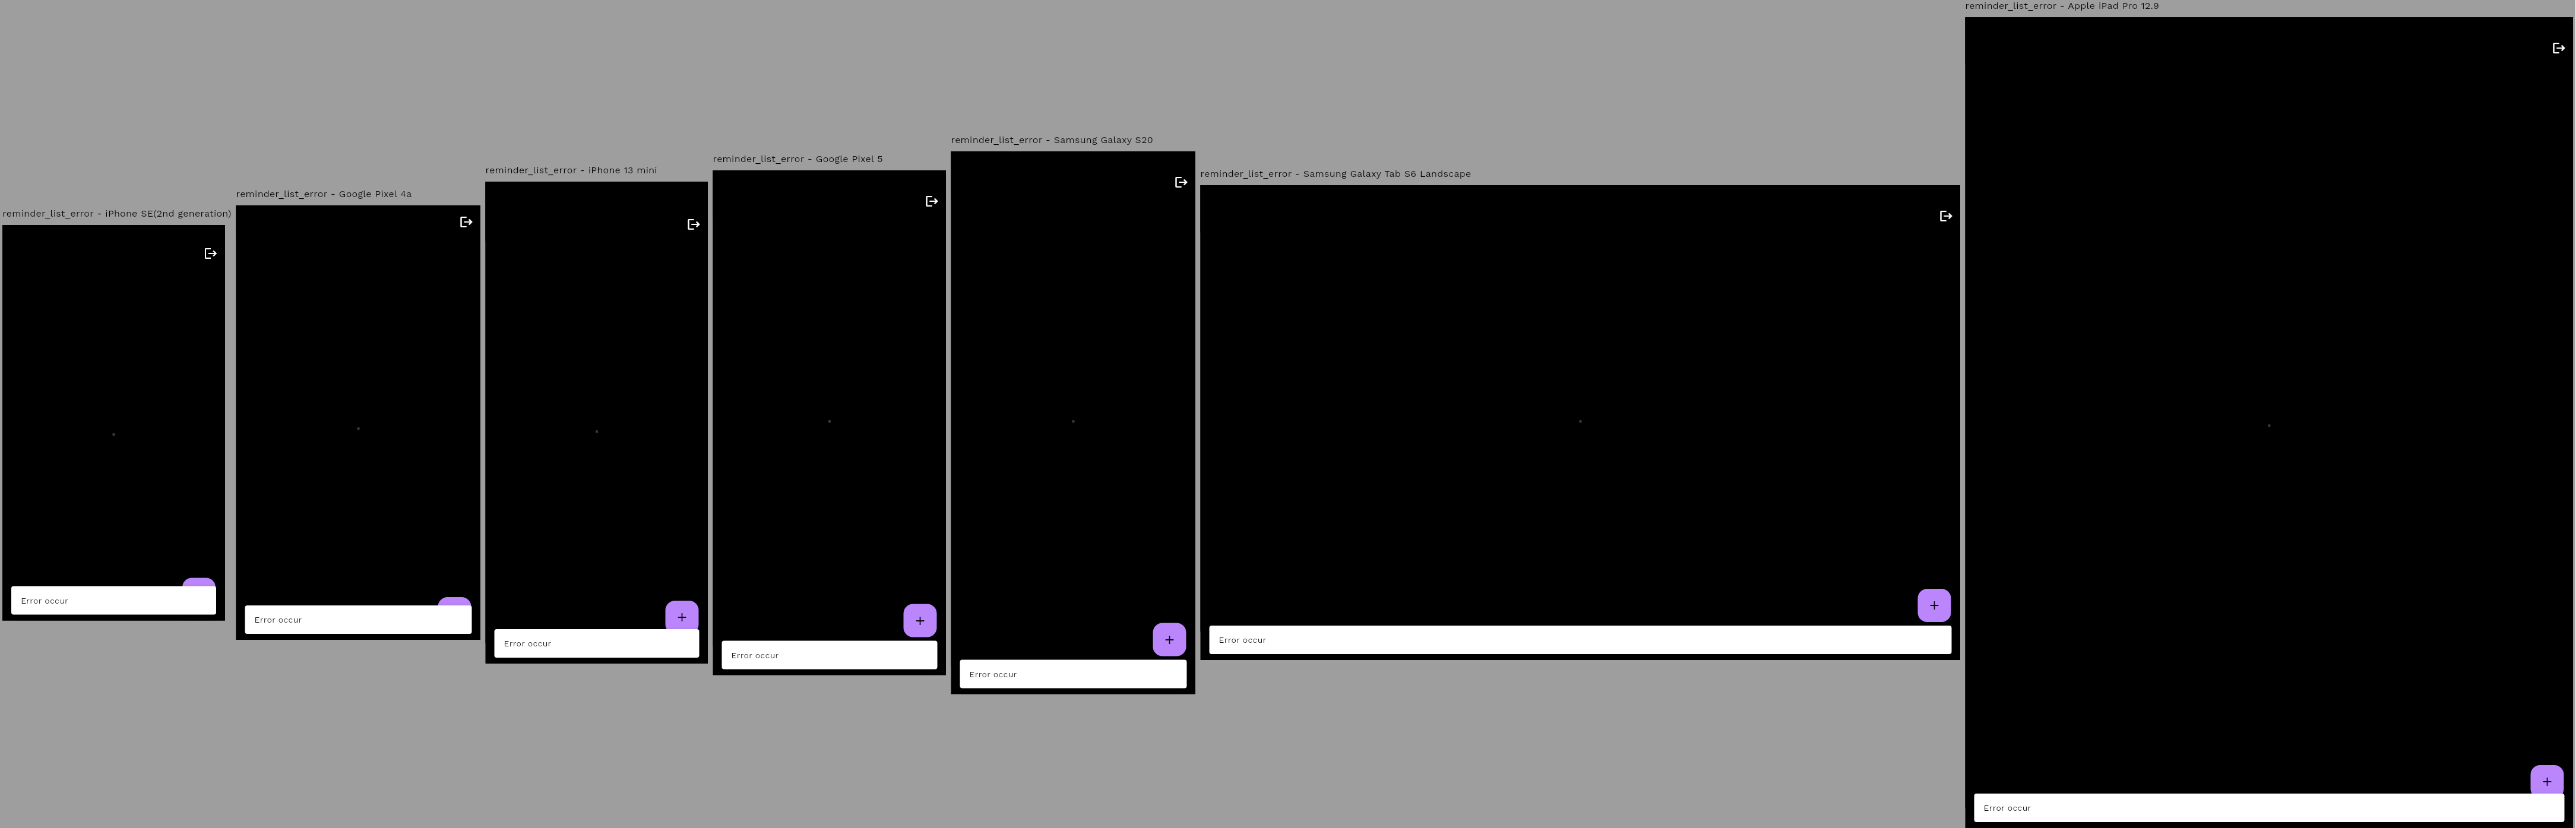 reminder_list_error - iPhone SE(2nd generation)
Error occur
reminder_list_error - Google Pixel 4a
Error occur
reminder_list_error - iPhone 13 mini
Error occur
reminder_list_error - Google Pixel 5
Error occur
reminder_list_error - Samsung Galaxy S20
Error occur
reminder_list_error - Samsung Galaxy Tab S6 Landscape
Error occur
reminder_list_error - Apple iPad Pro 12.9
Error occur